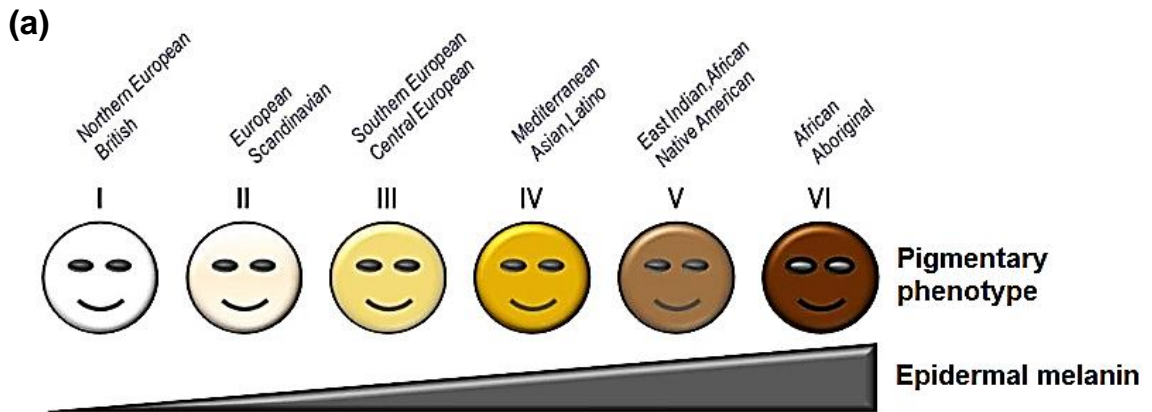 (a)
Northern European
British
European
Scandinavian
Southern European
Central European
Mediterranean
Asian,Latino
East Indian,African
Native American
African
Aboriginal
I
II
III
IV
V
VI
Pigmentary
phenotype
Epidermal melanin